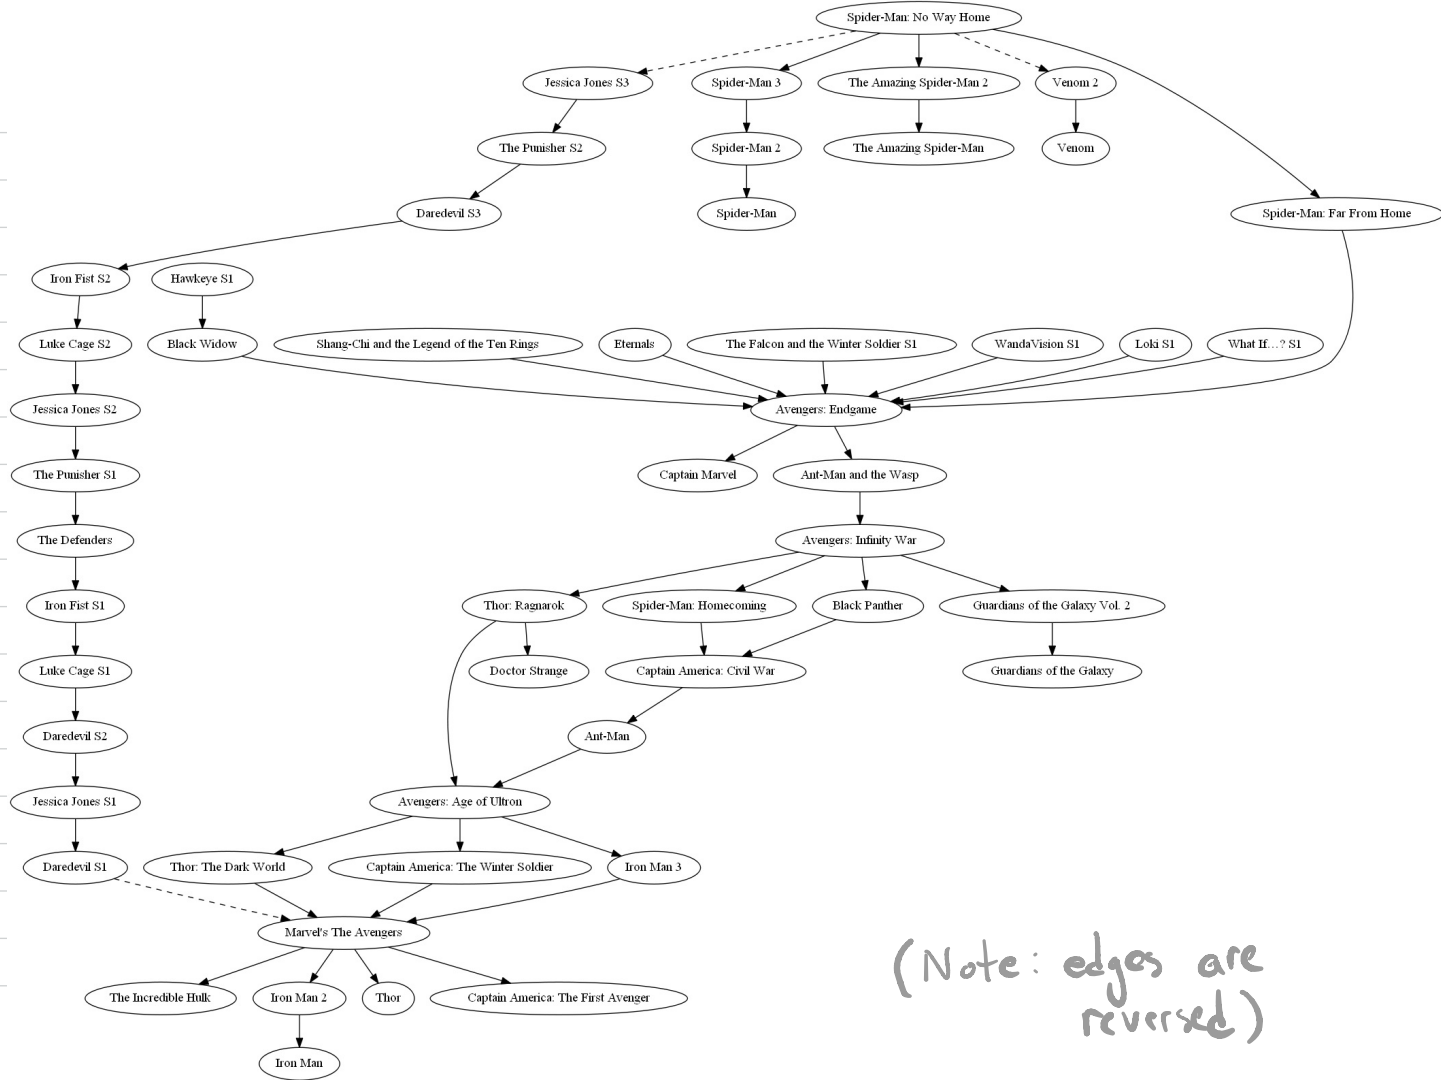 Spider-Man: No Way Home
Jessica Jones S3
Spider-Man 3
The Amazing Spider-Man 2
Venom 2
The Punisher S2
Spider-Man 2
The Amazing Spider-Man
Venom
Daredevil S3
Spider-Man
Spider-Man: Far From Home
Iron Fist S2
Hawkeye S1
Luke Cage S2
Black Widow
Shang-Chi and the Legend of the Ten Rings
Eternals
The Falcon and the Winter Soldier S1
WandaVision S1
Loki S1
What If…? S1
Jessica Jones S2
Avengers: Endgame
The Punisher S1
Captain Marvel
Ant-Man and the Wasp
The Defenders
Avengers: Infinity War
Iron Fist S1
Thor: Ragnarok
Spider-Man: Homecoming
Black Panther
Guardians of the Galaxy Vol. 2
Luke Cage S1
Doctor Strange
Captain America: Civil War
Guardians of the Galaxy
Daredevil S2
Ant-Man
Jessica Jones S1
Avengers: Age of Ultron
Daredevil S1
Thor: The Dark World
Captain America: The Winter Soldier
Iron Man 3
Marvel's The Avengers
The Incredible Hulk
Iron Man 2
Thor
Captain America: The First Avenger
Iron Man
(Note: edges are
reversed)